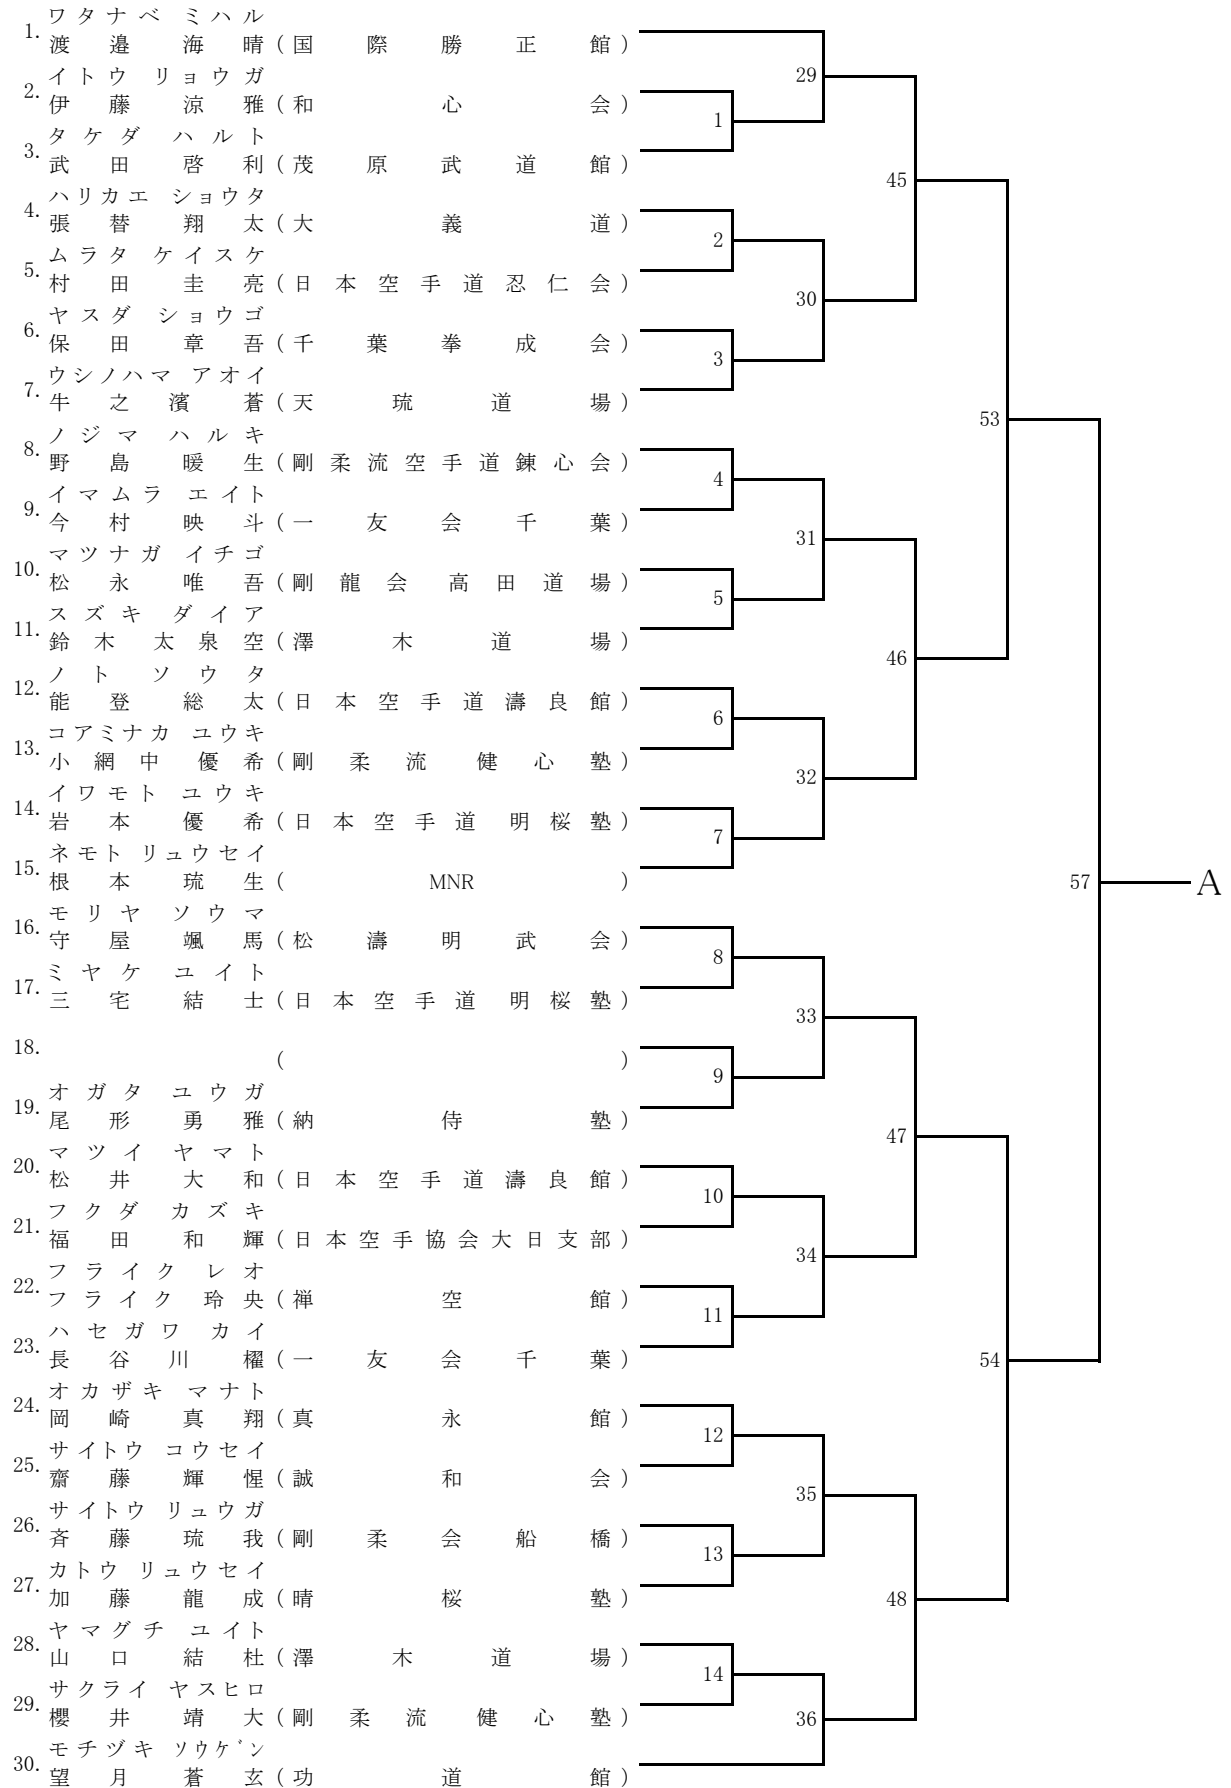 ワタナベ ミハル
1. 渡邉海晴(国際勝正館)
イトウ リョウガ
2. 伊藤涼雅(和心会)
タケダ ハルト
3. 武田啓利(茂原武道館)
ハリカエ ショウタ
4. 張替翔太(大義道)
ムラタ ケイスケ
5. 村田圭亮(日本空手道忍仁会)
ヤスダ ショウゴ
6. 保田章吾(千葉拳成会)
ウシノハマ アオイ
7. 牛之濱蒼(天琉道場)
ノジマ ハルキ
8. 野島暖生(剛柔流空手道錬心会)
イマムラ エイト
9. 今村映斗(一友会千葉)
マツナガ イチゴ
10. 松永唯吾(剛龍会 高田道場)
スズキ ダイア
11. 鈴木太泉空(澤木道場)
ノト ソウタ
12. 能登総太(日本空手道濤良館)
コアミナカ ユウキ
13. 小網中優希(剛柔流 健心塾)
イワモト ユウキ
14. 岩本優希(日本空手道 明桜塾)
ネモト リュウセイ
15. 根本琉生(MNR)
モリヤ ソウマ
16. 守屋颯馬(松濤明武会)
ミヤケ ユイト
17. 三宅結士(日本空手道 明桜塾)
18. ( )
オガタ ユウガ
19. 尾形勇雅(納侍塾)
マツイ ヤマト
20. 松井大和(日本空手道濤良館)
フクダ カズキ
21. 福田和輝(日本空手協会大日支部)
フライク レオ
22. フライク玲央(禅空館)
ハセガワ カイ
23. 長谷川櫂(一友会千葉)
オカザキ マナト
24. 岡崎真翔(真永館)
サイトウ コウセイ
25. 齋藤輝惺(誠和会)
サイトウ リュウガ
26. 斉藤琉我(剛柔会船橋)
カトウ リュウセイ
27. 加藤龍成(晴桜塾)
ヤマグチ ユイト
28. 山口結杜(澤木道場)
サクライ ヤスヒロ
29. 櫻井靖大(剛柔流 健心塾)
モチヅキ ソウゲン
30. 望月蒼玄(功道館)
1
2
3
4
5
6
7
8
9
10
11
12
13
14
29
30
31
32
33
34
35
36
45
46
47
48
53
54
57
A